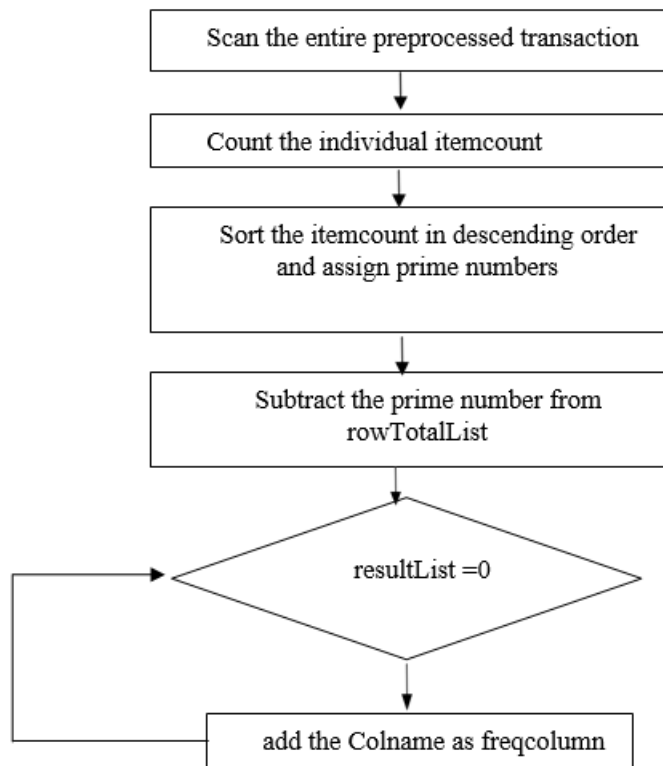 Scan the entire preprocessed transaction
Count the individual itemcount
Sort the itemcount in descending order
and assign prime numbers
Subtract the prime number from
rowTotalList
resultList =0
add the Colname as freqcolumn